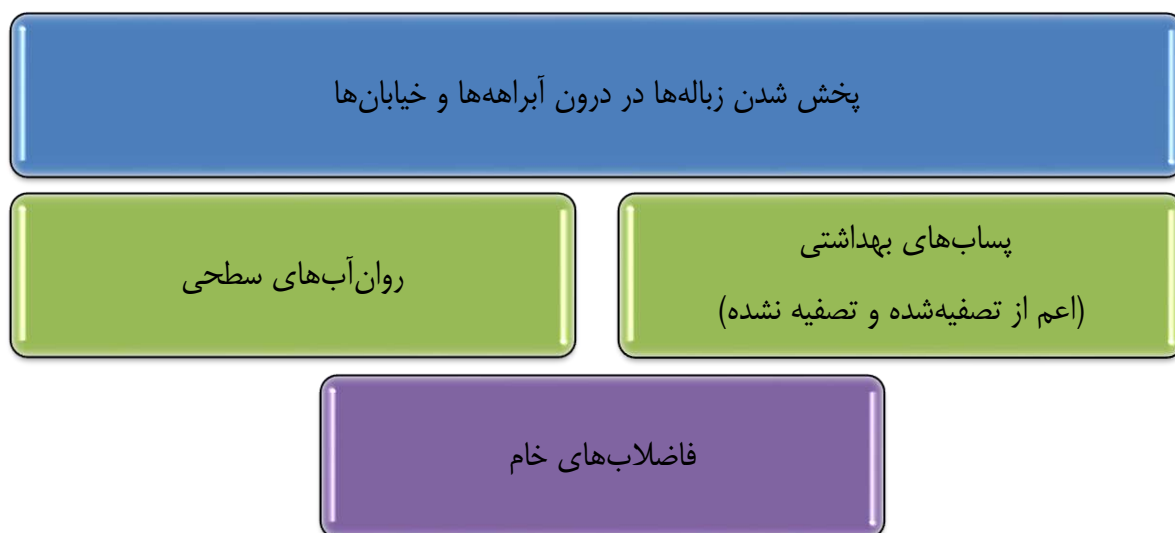 پخش شدن زباله‌ها در درون آبراهه‌ها و خیابان‌ها
پساب‌های بهداشتی
(اعم از تصفیه‌شده و تصفیه نشده)
روان‌آب‌های سطحی
فاضلاب‌های خام